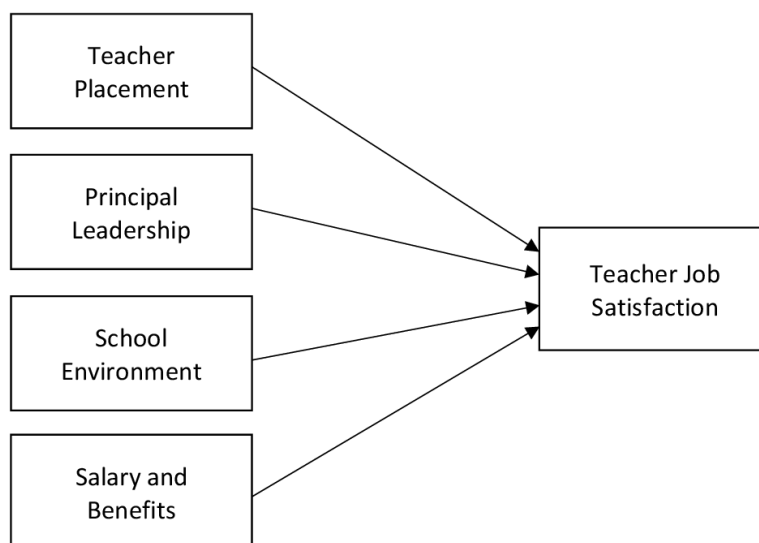 Teacher
Placement
Principal
Leadership
School
Environment
Salary and
Benefits
Teacher Job
Satisfaction